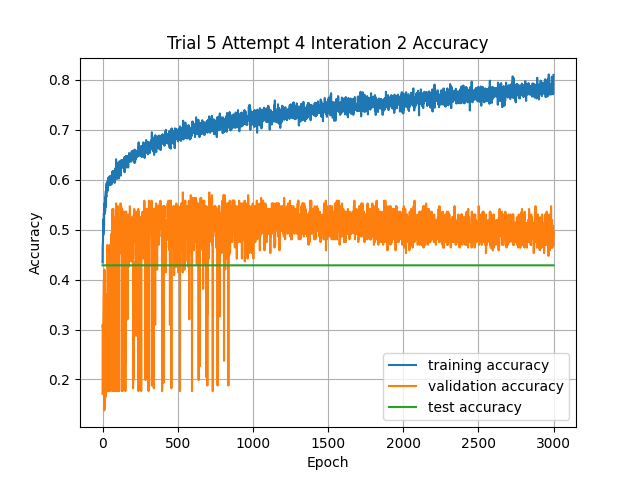 Trial 5 Attempt 4 Interation 2 Accuracy
Accuracy
0.8
0.7
0.6
0.5
0.4
0.3
0.2
training accuracy
validation accuracy
test accuracy
0 500 1000 1500 2000 2500 3000
Epoch